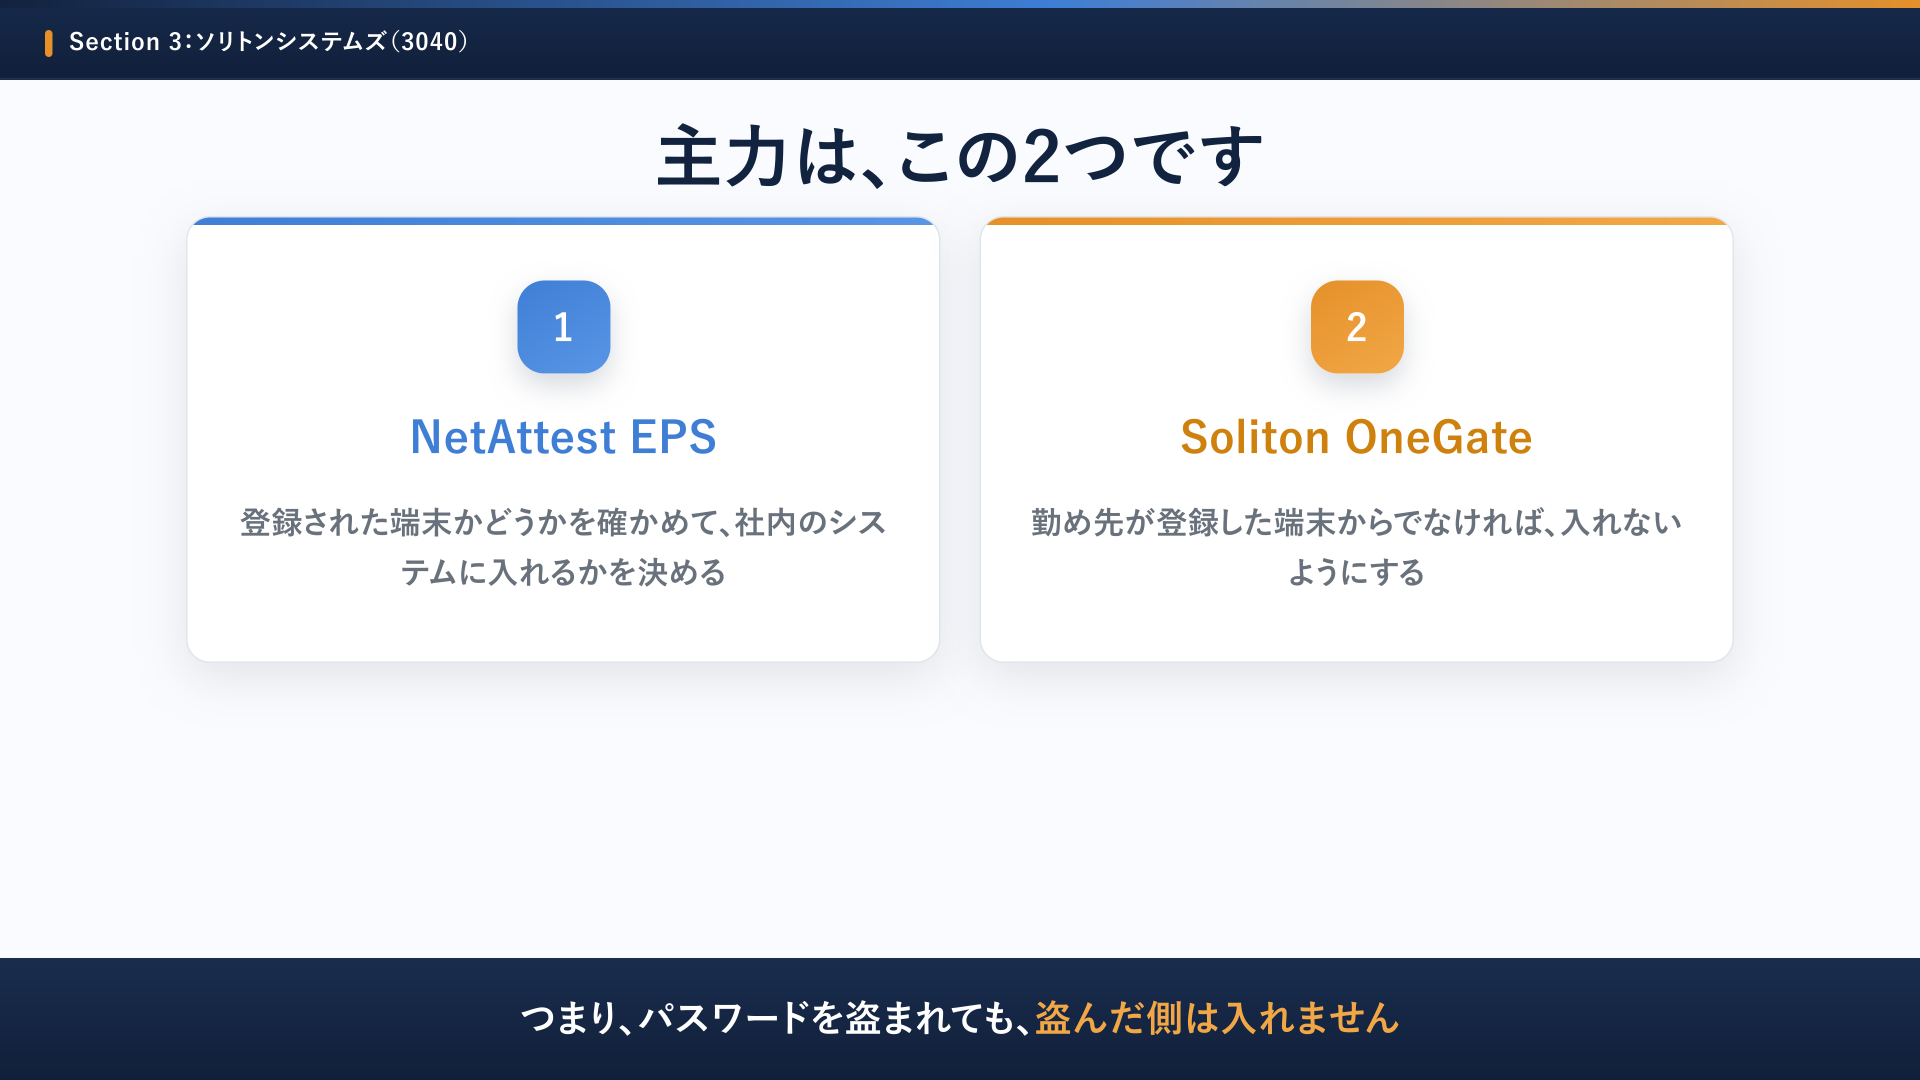 Section 3：ソリトンシステムズ（3040）
主力は、この2つです
1
NetAttest EPS
登録された端末かどうかを確かめて、社内のシス
テムに入れるかを決める
2
Soliton OneGate
勤め先が登録した端末からでなければ、入れない
ようにする
つまり、パスワードを盗まれても、盗んだ側は入れません